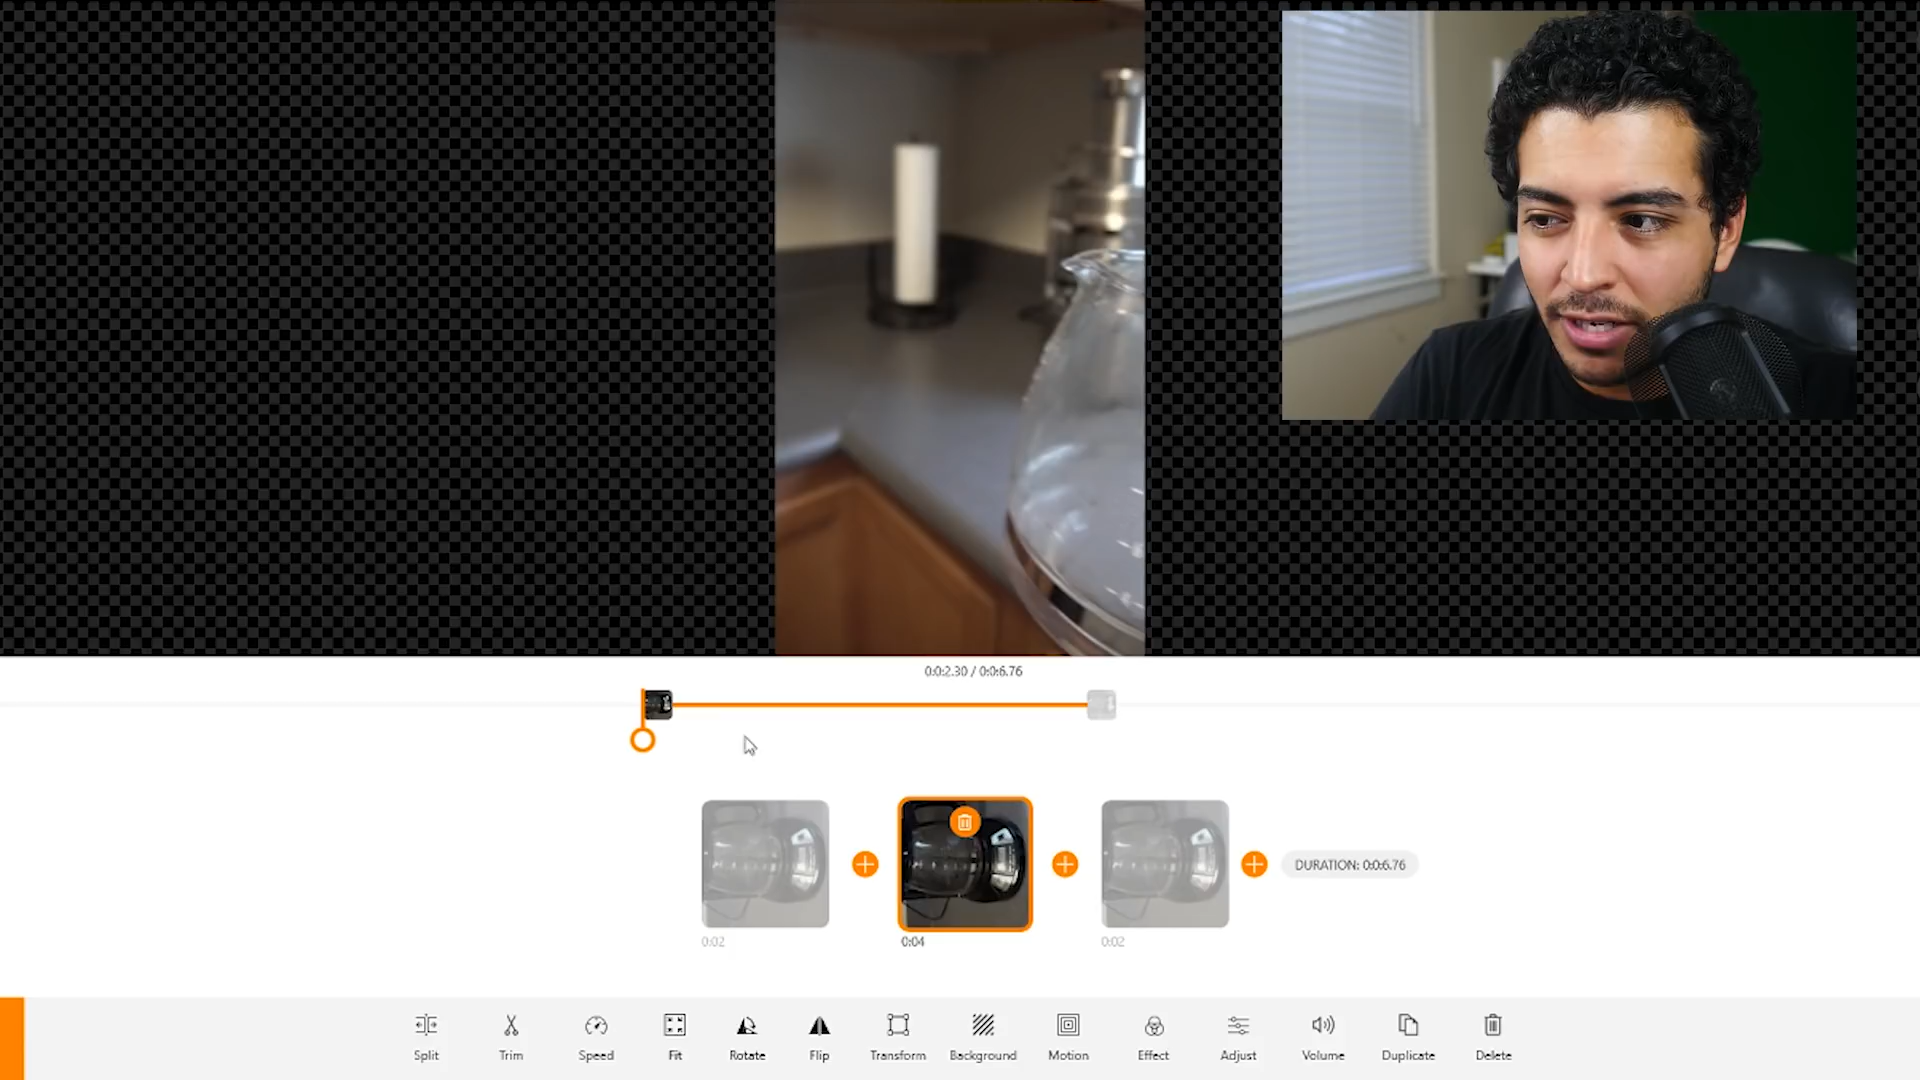 0:0:2.30 / 0:0:6.76
DURATION: 0:0:6.76
0:02
0:04
0:02
Split
Trim
Speed
Fit
Rotate
Flip
Transform
Background
Motion
Effect
Adjust
Volume
Duplicate
Delete